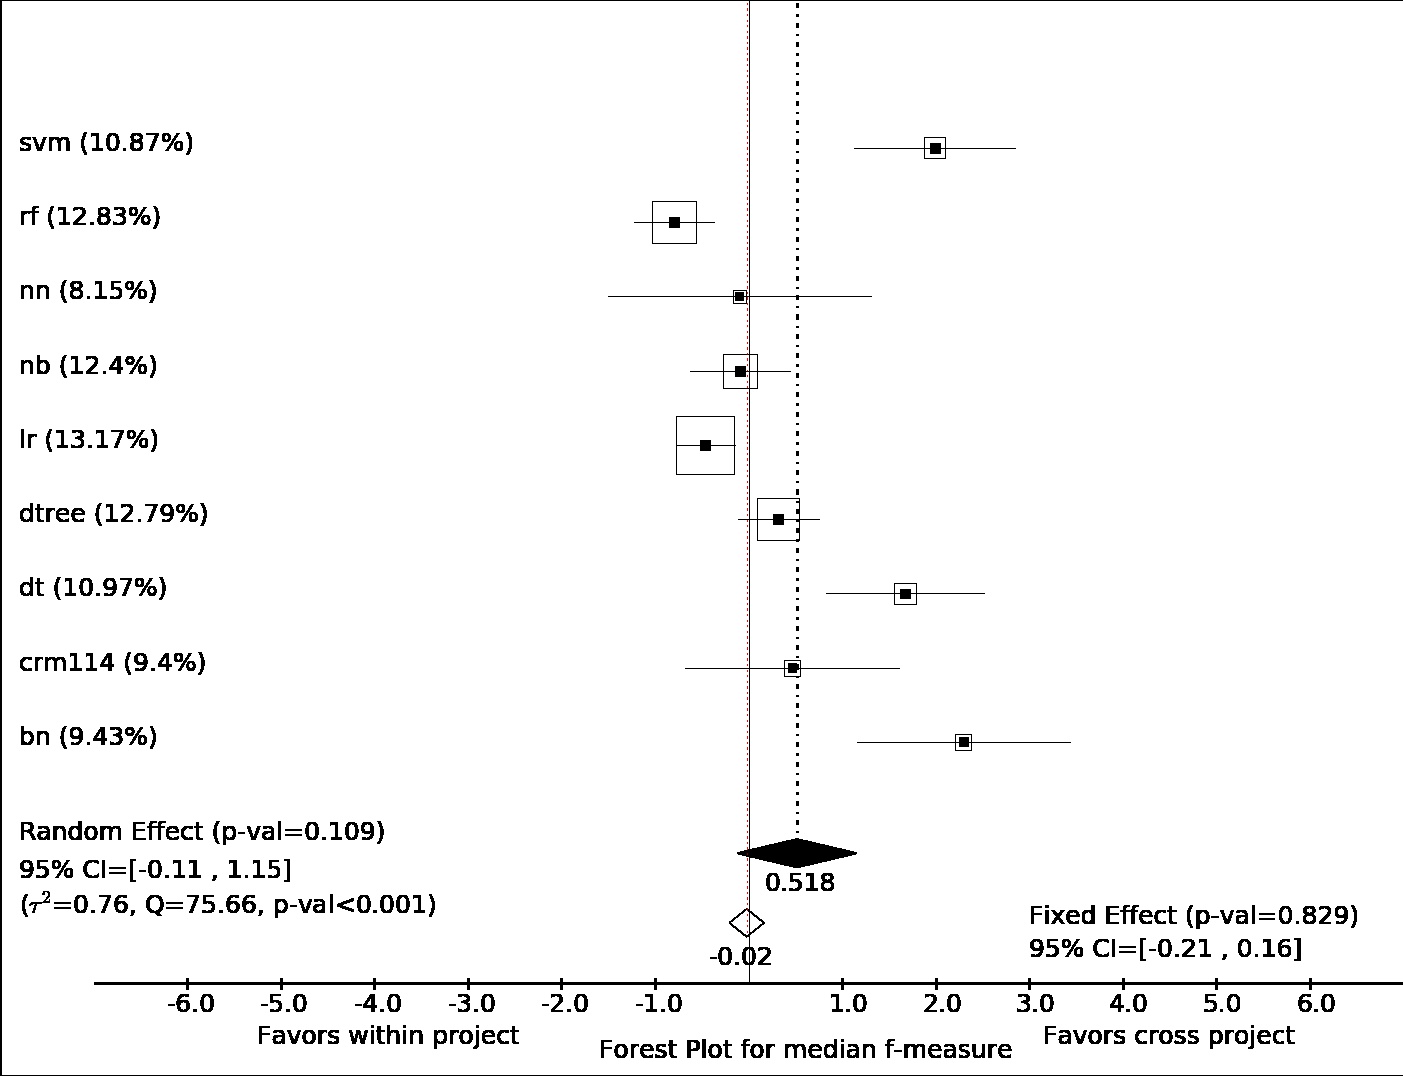 svm (10.87%)
rf (12.83%)
nn (8.15%)
nb (12.4%)
lr (13.17%)
dtree (12.79%)
dt (10.97%)
crm114 (9.4%)
bn (9.43%)
Random Effect (p-val=0.109)
95% CI=[-0.11 , 1.15]
(τ²=0.76, Q=75.66, p-val<0.001)
0.518
-0.02
Fixed Effect (p-val=0.829)
95% CI=[-0.21 , 0.16]
-6.0 -5.0 -4.0 -3.0 -2.0 -1.0 1.0 2.0 3.0 4.0 5.0 6.0
Favors within project
Favors cross project
Forest Plot for median f-measure